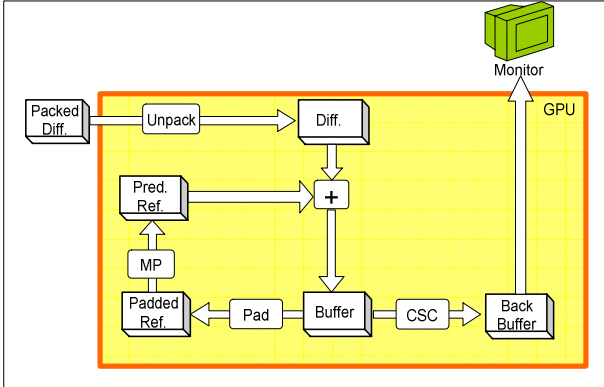 Monitor
GPU
Packed
Diff.
Unpack
Diff.
Pred.
Ref.
+
MP
Padded
Ref.
Pad
Buffer
CSC
Back
Buffer